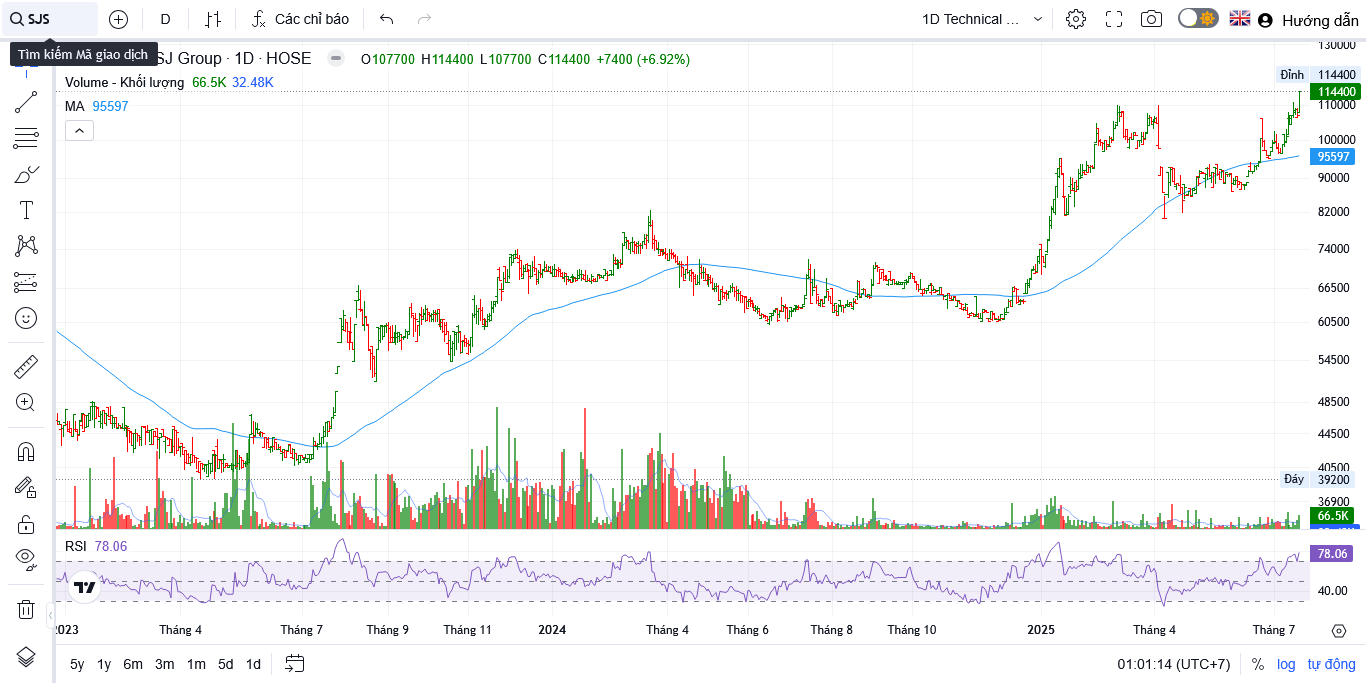 SJS
D
Các chỉ báo
1D Technical ...
Hướng dẫn
Tìm kiếm Mã giao dịch
SJ Group · 1D · HOSE
O107700 H114400 L107700 C114400 +7400 (+6.92%)
Volume - Khối lượng 66.5K 32.48K
MA 95597
130000
Đỉnh 114400
114400
110000
100000
95597
90000
82000
74000
66500
60500
54500
48500
44500
40500
Đáy 39200
36900
66.5K
RSI 78.06
78.06
40.00
2023 Tháng 4 Tháng 7 Tháng 9 Tháng 11 2024 Tháng 4 Tháng 6 Tháng 8 Tháng 10 2025 Tháng 4 Tháng 7
5y 1y 6m 3m 1m 5d 1d
01:01:14 (UTC+7) % log tự động